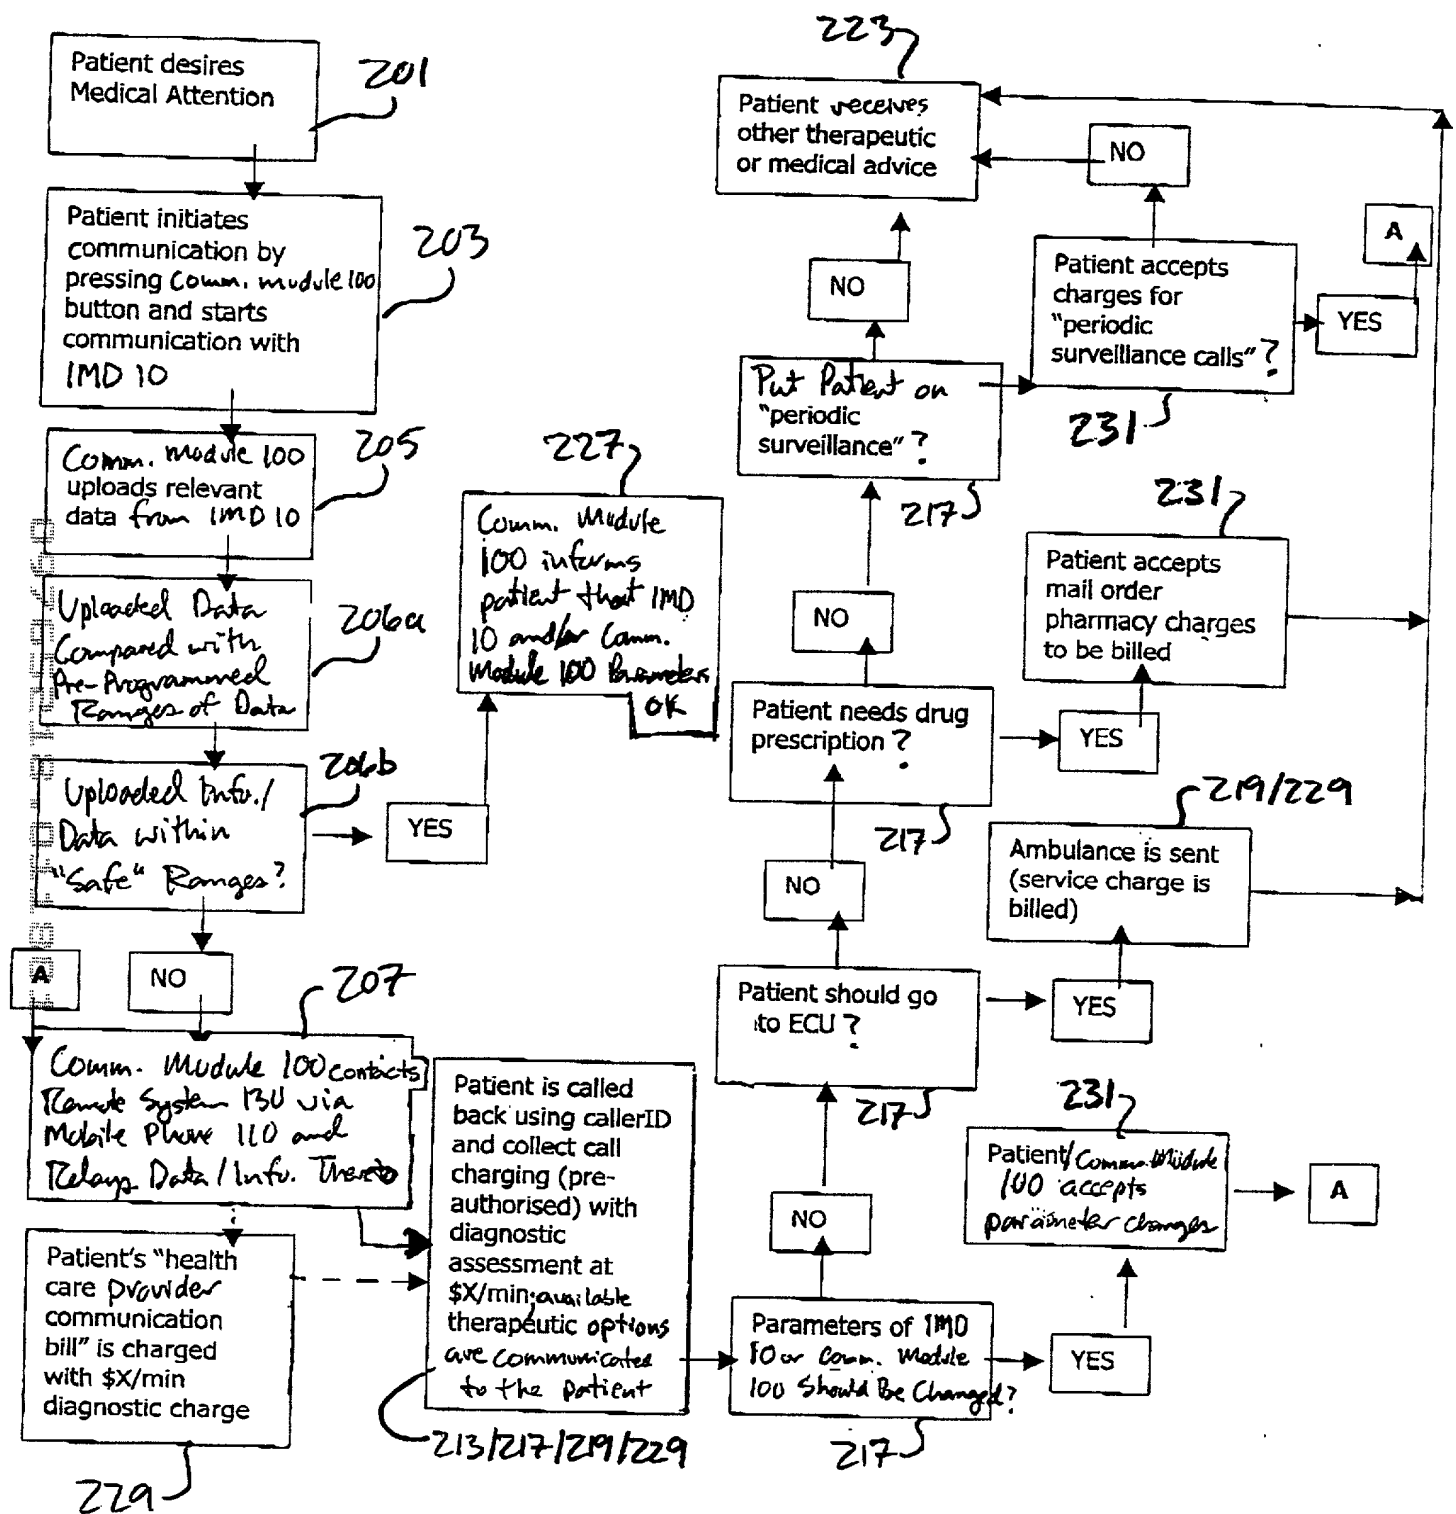 Patient desires
Medical Attention
201
Patient initiates
communication by
pressing Comm. module 100
button and starts
communication with
IMD 10
203
Comm. module 100
uploads relevant
data from IMD 10
205
Uploaded Data
Compared with
Pre-Programmed
Ranges of Data
206a
Uploaded Info./
Data within
"Safe" Ranges?
206b
YES
227
Comm. Module
100 informs
patient that IMD
10 and/or Comm.
Module 100 Parameters
OK
A
NO
207
Comm. Module 100 contacts
Remote System 130 via
Mobile Phone 110 and
Relays Data/Info. Thereto
Patient's "health
care provider
communication
bill" is charged
with $X/min
diagnostic charge
229
Patient is called
back using callerID
and collect call
charging (pre-
authorised) with
diagnostic
assessment at
$X/min; available
therapeutic options
are communicated
to the patient
213/217/219/229
Parameters of IMD
10 or Comm. Module
100 Should Be Changed?
217
YES
231
Patient/Comm. Module
100 accepts
parameter changes
A
NO
Patient should go
to ECU?
217
YES
219/229
Ambulance is sent
(service charge is
billed)
NO
Patient needs drug
prescription?
217
YES
231
Patient accepts
mail order
pharmacy charges
to be billed
NO
Put Patient on
"periodic
surveillance"?
217
231
Patient accepts
charges for
"periodic
surveillance calls"?
YES
A
NO
NO
223
Patient receives
other therapeutic
or medical advice